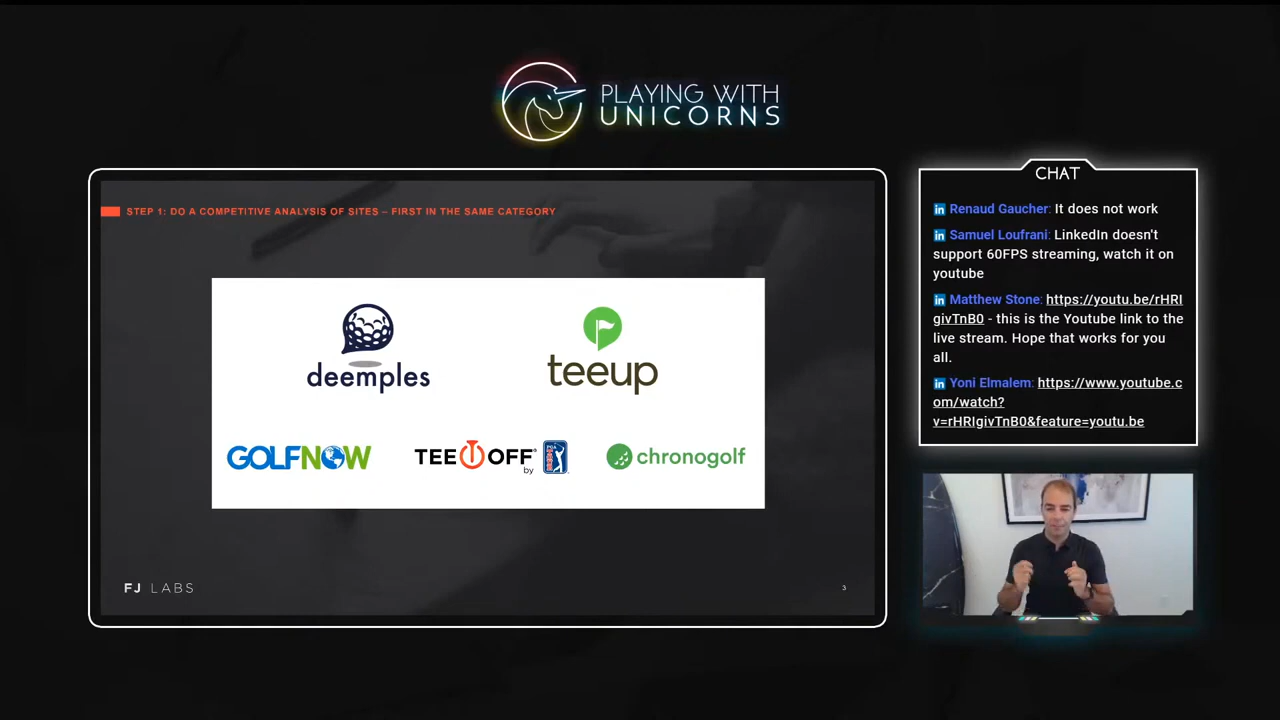 PLAYING WITH
UNICORNS
STEP 1: DO A COMPETITIVE ANALYSIS OF SITES – FIRST IN THE SAME CATEGORY
deemples
teeup
GOLFNOW
TEE OFF
by
PGA TOUR
chronogolf
FJ LABS
3
CHAT
Renaud Gaucher: It does not work
Samuel Loufrani: LinkedIn doesn't
support 60FPS streaming, watch it on
youtube
Matthew Stone: https://youtu.be/rHRI
givTnB0 - this is the Youtube link to the
live stream. Hope that works for you
all.
Yoni Elmalem: https://www.youtube.c
om/watch?
v=rHRIgivTnB0&feature=youtu.be